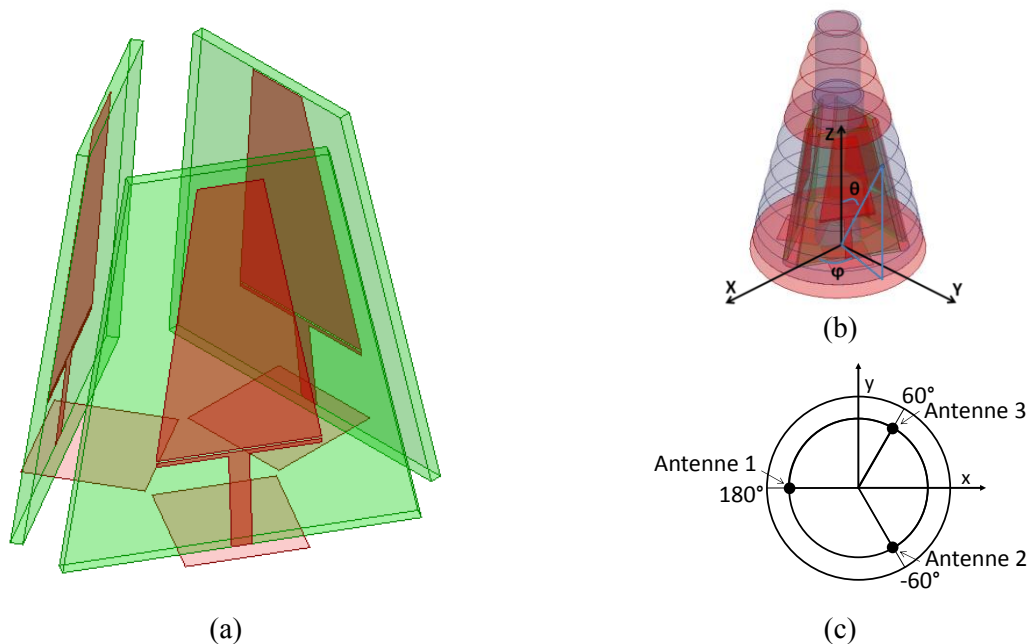 Z
θ
φ
X
Y
(b)
y
60°
Antenne 3
Antenne 1
x
180°
Antenne 2
-60°
(a)
(c)